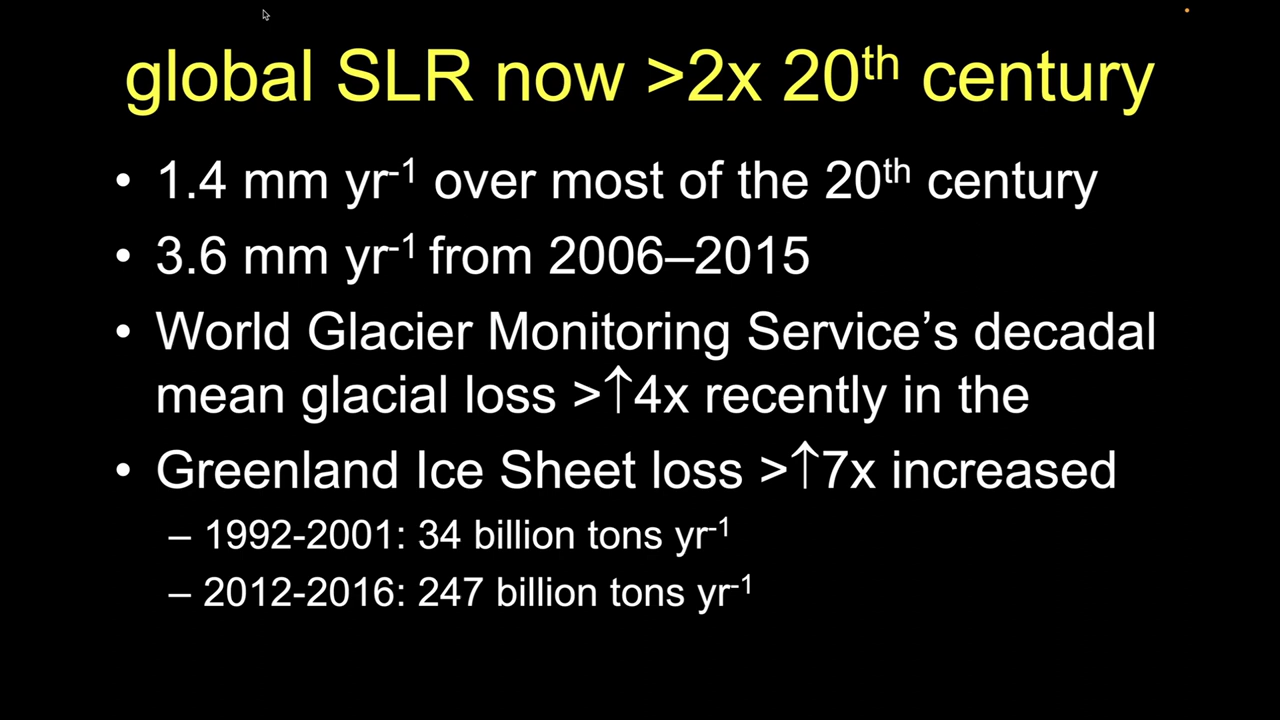 global SLR now >2x 20th century
• 1.4 mm yr-1 over most of the 20th century
• 3.6 mm yr-1 from 2006–2015
• World Glacier Monitoring Service’s decadal
mean glacial loss >↑4x recently in the
• Greenland Ice Sheet loss >↑7x increased
– 1992-2001: 34 billion tons yr-1
– 2012-2016: 247 billion tons yr-1